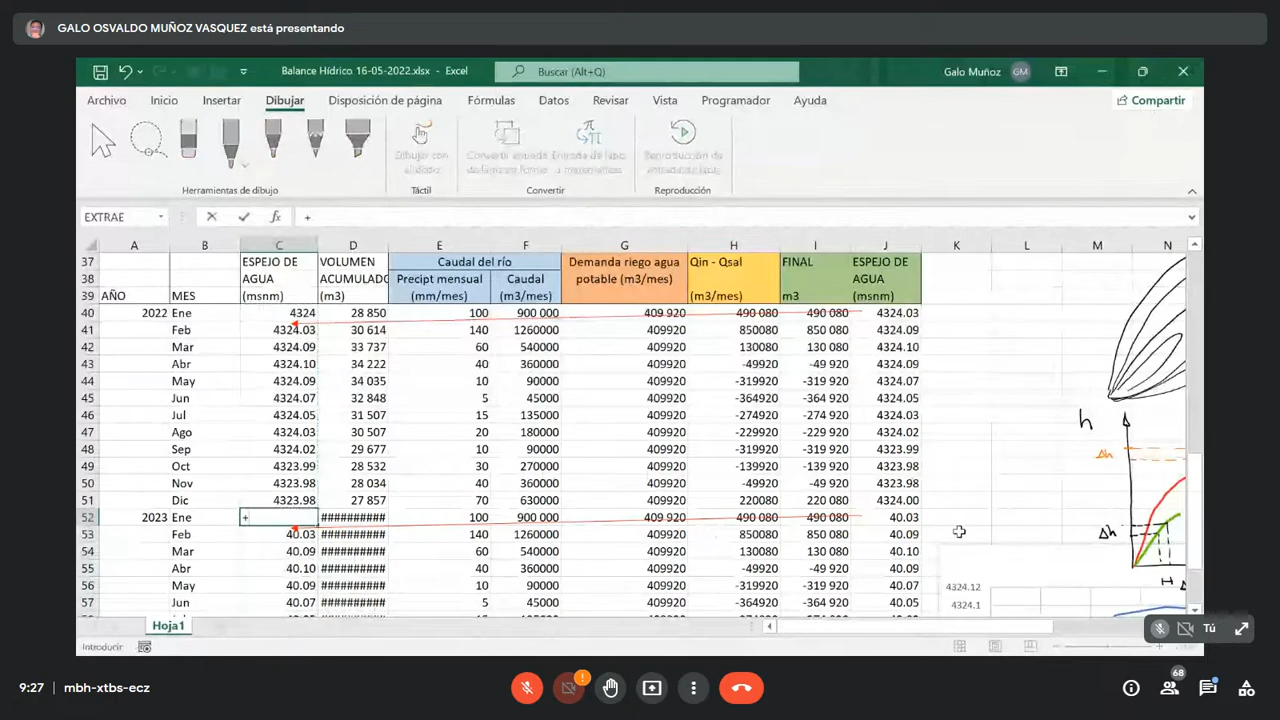 GALO OSVALDO MUÑOZ VASQUEZ está presentando
Balance Hídrico 16-05-2022.xlsx - Excel
Buscar (Alt+Q)
Galo Muñoz GM
Archivo Inicio Insertar Dibujar Disposición de página Fórmulas Datos Revisar Vista Programador Ayuda
Compartir
Dibujar con
el dedo
Convertir entrada
Entrada de lápiz
a matemáticas
Reproducción de
entrada de lápiz
Herramientas de dibujo Táctil Convertir Reproducción
EXTRAE fx +
A B C D E F G H I J K L M N
37 ESPEJO DE VOLUMEN Caudal del río Demanda riego agua Qin - Qsal FINAL ESPEJO DE
38 AGUA ACUMULADO Precipt mensual Caudal potable (m3/mes) AGUA
39 AÑO MES (msnm) (m3) (mm/mes) (m3/mes) (m3/mes) m3 (msnm)
40 2022 Ene 4324 28 850 100 900 000 409 920 490 080 490 080 4324.03
41 Feb 4324.03 30 614 140 1260000 409920 850080 850 080 4324.09
42 Mar 4324.09 33 737 60 540000 409920 130080 130 080 4324.10
43 Abr 4324.10 34 222 40 360000 409920 -49920 -49 920 4324.09
44 May 4324.09 34 035 10 90000 409920 -319920 -319 920 4324.07
45 Jun 4324.07 32 848 5 45000 409920 -364920 -364 920 4324.05
46 Jul 4324.05 31 507 15 135000 409920 -274920 -274 920 4324.03
47 Ago 4324.03 30 507 20 180000 409920 -229920 -229 920 4324.02
48 Sep 4324.02 29 677 10 90000 409920 -319920 -319 920 4323.99
49 Oct 4323.99 28 532 30 270000 409920 -139920 -139 920 4323.98
50 Nov 4323.98 28 034 40 360000 409920 -49920 -49 920 4323.98
51 Dic 4323.98 27 857 70 630000 409920 220080 220 080 4324.00
52 2023 Ene + ########## 100 900 000 409 920 490 080 490 080 40.03
53 Feb 40.03 ########## 140 1260000 409920 850080 850 080 40.09
54 Mar 40.09 ########## 60 540000 409920 130080 130 080 40.10
55 Abr 40.10 ########## 40 360000 409920 -49920 -49 920 40.09
56 May 40.09 ########## 10 90000 409920 -319920 -319 920 40.07
57 Jun 40.07 ########## 5 45000 409920 -364920 -364 920 40.05
h
Δh
Δh
H
4324.12
4324.1
Hoja1
Introducir
Tú
9:27 mbh-xtbs-ecz
68